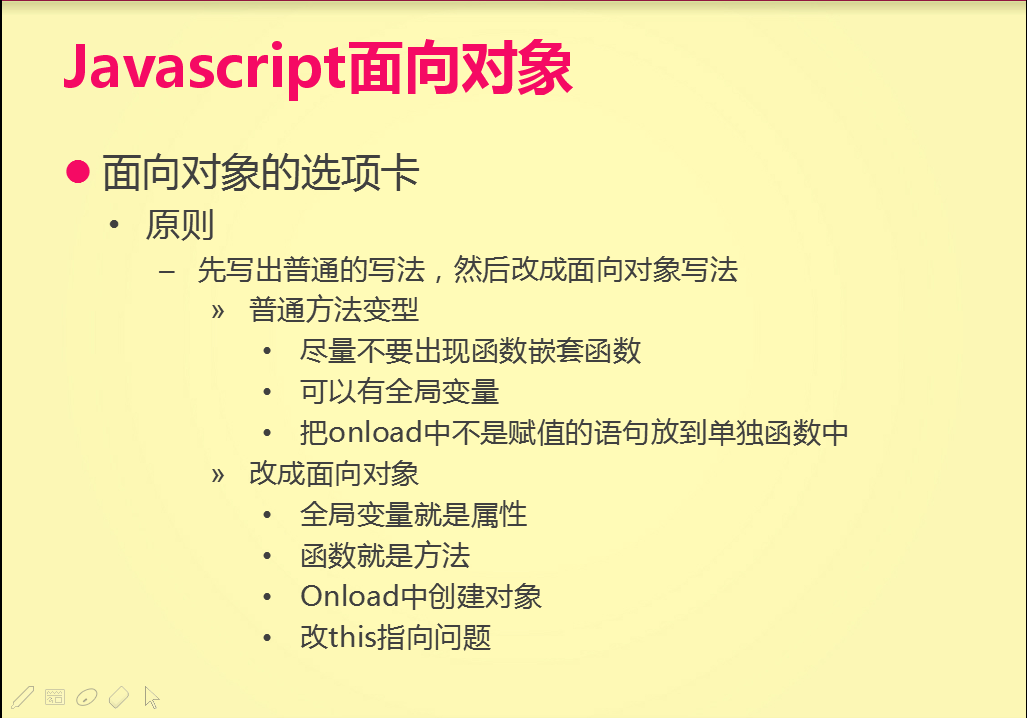 Javascript面向对象
面向对象的选项卡
• 原则
– 先写出普通的写法，然后改成面向对象写法
» 普通方法变型
• 尽量不要出现函数嵌套函数
• 可以有全局变量
• 把onload中不是赋值的语句放到单独函数中
» 改成面向对象
• 全局变量就是属性
• 函数就是方法
• Onload中创建对象
• 改this指向问题